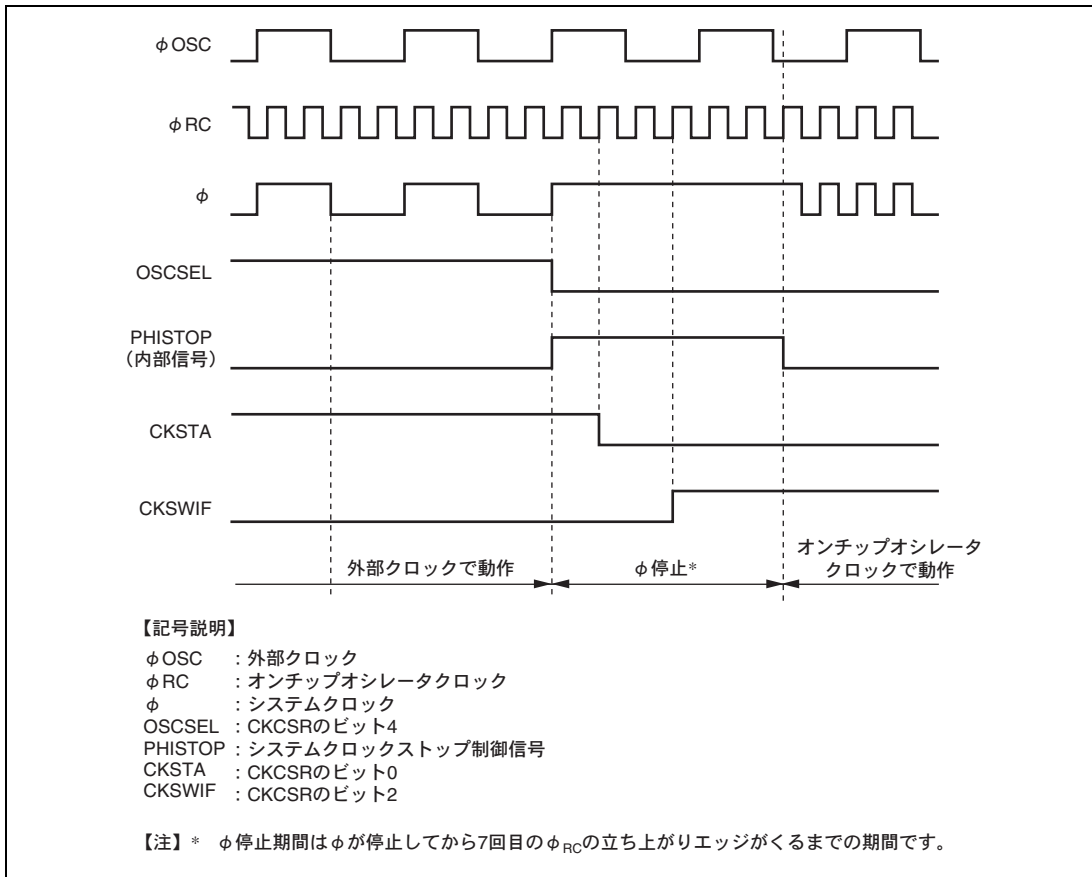 φOSC
φRC
φ
OSCSEL
PHISTOP
（内部信号）
CKSTA
CKSWIF
外部クロックで動作
φ停止*
オンチップオシレータ
クロックで動作
【記号説明】
φOSC ：外部クロック
φRC ：オンチップオシレータクロック
φ ：システムクロック
OSCSEL ：CKCSRのビット4
PHISTOP ：システムクロックストップ制御信号
CKSTA ：CKCSRのビット0
CKSWIF ：CKCSRのビット2
【注】* φ停止期間はφが停止してから7回目のφRCの立ち上がりエッジがくるまでの期間です。